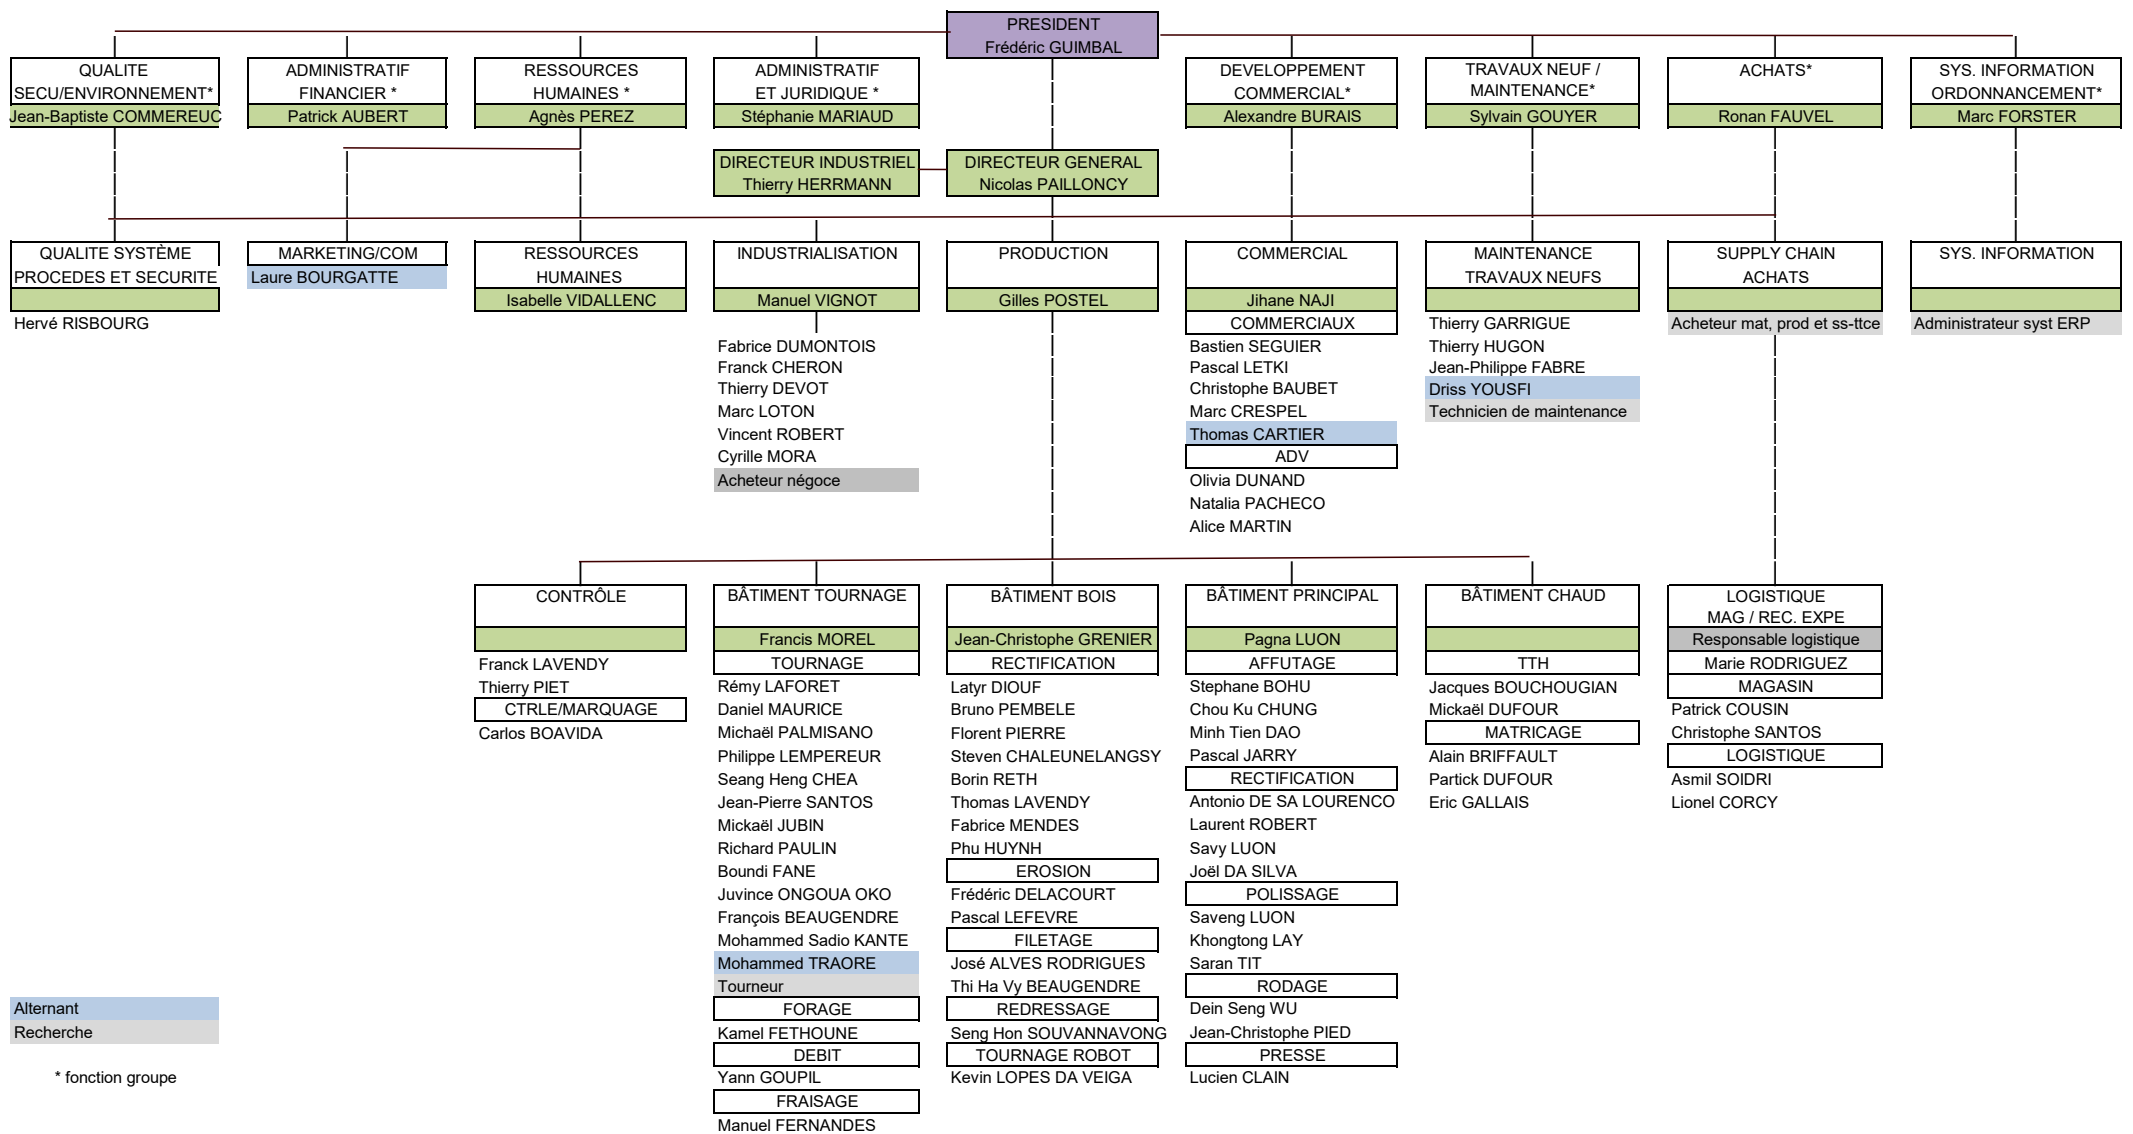 PRESIDENT
Frédéric GUIMBAL
QUALITE
SECU/ENVIRONNEMENT*
Jean-Baptiste COMMEREUC
ADMINISTRATIF
FINANCIER *
Patrick AUBERT
RESSOURCES
HUMAINES *
Agnès PEREZ
ADMINISTRATIF
ET JURIDIQUE *
Stéphanie MARIAUD
DEVELOPPEMENT
COMMERCIAL*
Alexandre BURAIS
TRAVAUX NEUF /
MAINTENANCE*
Sylvain GOUYER
ACHATS*
Ronan FAUVEL
SYS. INFORMATION
ORDONNANCEMENT*
Marc FORSTER
DIRECTEUR INDUSTRIEL
Thierry HERRMANN
DIRECTEUR GENERAL
Nicolas PAILLONCY
QUALITE SYSTÈME
PROCEDES ET SECURITE
Hervé RISBOURG
MARKETING/COM
Laure BOURGATTE
RESSOURCES
HUMAINES
Isabelle VIDALLENC
INDUSTRIALISATION
Manuel VIGNOT
Fabrice DUMONTOIS
Franck CHERON
Thierry DEVOT
Marc LOTON
Vincent ROBERT
Cyrille MORA
Acheteur négoce
PRODUCTION
Gilles POSTEL
COMMERCIAL
Jihane NAJI
COMMERCIAUX
Bastien SEGUIER
Pascal LETKI
Christophe BAUBET
Marc CRESPEL
Thomas CARTIER
ADV
Olivia DUNAND
Natalia PACHECO
Alice MARTIN
MAINTENANCE
TRAVAUX NEUFS
Thierry GARRIGUE
Thierry HUGON
Jean-Philippe FABRE
Driss YOUSFI
Technicien de maintenance
SUPPLY CHAIN
ACHATS
Acheteur mat, prod et ss-ttce
SYS. INFORMATION
Administrateur syst ERP
CONTRÔLE
Franck LAVENDY
Thierry PIET
CTRLE/MARQUAGE
Carlos BOAVIDA
BÂTIMENT TOURNAGE
Francis MOREL
TOURNAGE
Rémy LAFORET
Daniel MAURICE
Michaël PALMISANO
Philippe LEMPEREUR
Seang Heng CHEA
Jean-Pierre SANTOS
Mickaël JUBIN
Richard PAULIN
Boundi FANE
Juvince ONGOUA OKO
François BEAUGENDRE
Mohammed Sadio KANTE
Mohammed TRAORE
Tourneur
FORAGE
Kamel FETHOUNE
DEBIT
Yann GOUPIL
FRAISAGE
Manuel FERNANDES
BÂTIMENT BOIS
Jean-Christophe GRENIER
RECTIFICATION
Latyr DIOUF
Bruno PEMBELE
Florent PIERRE
Steven CHALEUNELANGSY
Borin RETH
Thomas LAVENDY
Fabrice MENDES
Phu HUYNH
EROSION
Frédéric DELACOURT
Pascal LEFEVRE
FILETAGE
José ALVES RODRIGUES
Thi Ha Vy BEAUGENDRE
REDRESSAGE
Seng Hon SOUVANNAVONG
TOURNAGE ROBOT
Kevin LOPES DA VEIGA
BÂTIMENT PRINCIPAL
Pagna LUON
AFFUTAGE
Stephane BOHU
Chou Ku CHUNG
Minh Tien DAO
Pascal JARRY
RECTIFICATION
Antonio DE SA LOURENCO
Laurent ROBERT
Savy LUON
Joël DA SILVA
POLISSAGE
Saveng LUON
Khongtong LAY
Saran TIT
RODAGE
Dein Seng WU
Jean-Christophe PIED
PRESSE
Lucien CLAIN
BÂTIMENT CHAUD
TTH
Jacques BOUCHOUGIAN
Mickaël DUFOUR
MATRICAGE
Alain BRIFFAULT
Partick DUFOUR
Eric GALLAIS
LOGISTIQUE
MAG / REC. EXPE
Responsable logistique
Marie RODRIGUEZ
MAGASIN
Patrick COUSIN
Christophe SANTOS
LOGISTIQUE
Asmil SOIDRI
Lionel CORCY
Alternant
Recherche
* fonction groupe